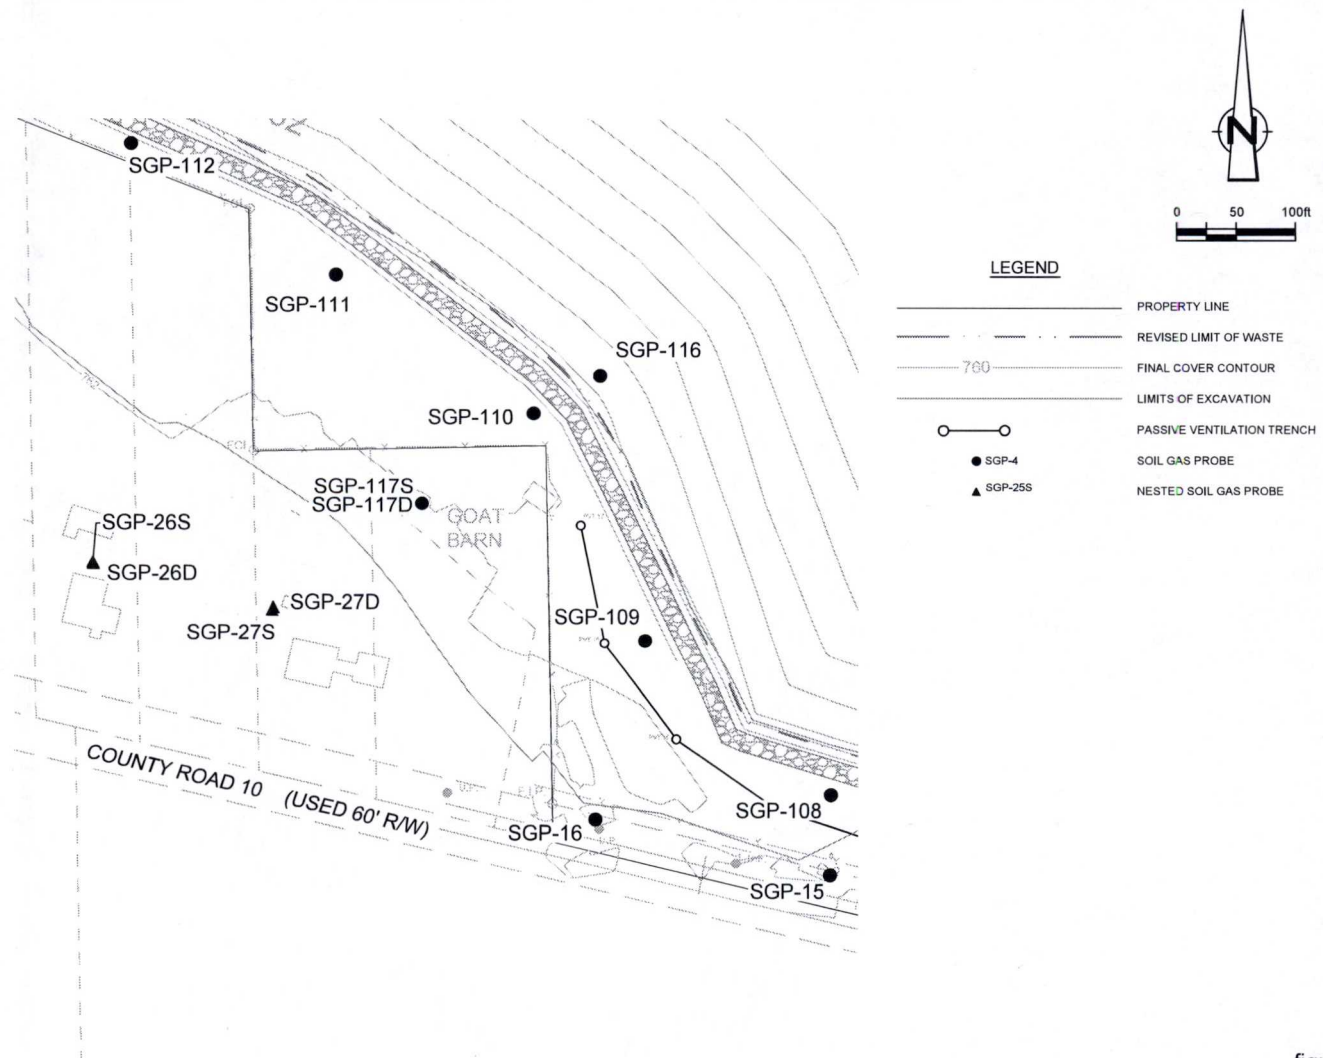 N
0 50 100ft
LEGEND
PROPERTY LINE
REVISED LIMIT OF WASTE
760
FINAL COVER CONTOUR
LIMITS OF EXCAVATION
PASSIVE VENTILATION TRENCH
SGP-4
SOIL GAS PROBE
SGP-25S
NESTED SOIL GAS PROBE
SGP-112
SGP-111
SGP-116
762
SGP-110
SGP-117S
SGP-117D
GOAT
BARN
SGP-26S
SGP-26D
SGP-27D
SGP-27S
SGP-109
COUNTY ROAD 10 (USED 60' R/W)
SGP-108
SGP-16
SGP-15